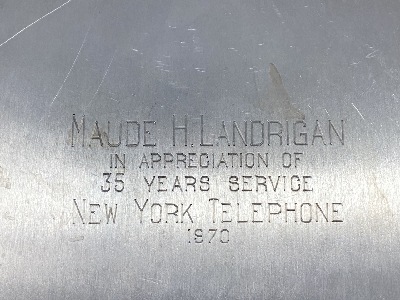 MAUDE H. LANDRIGAN
IN APPRECIATION OF
35 YEARS SERVICE
NEW YORK TELEPHONE
1970